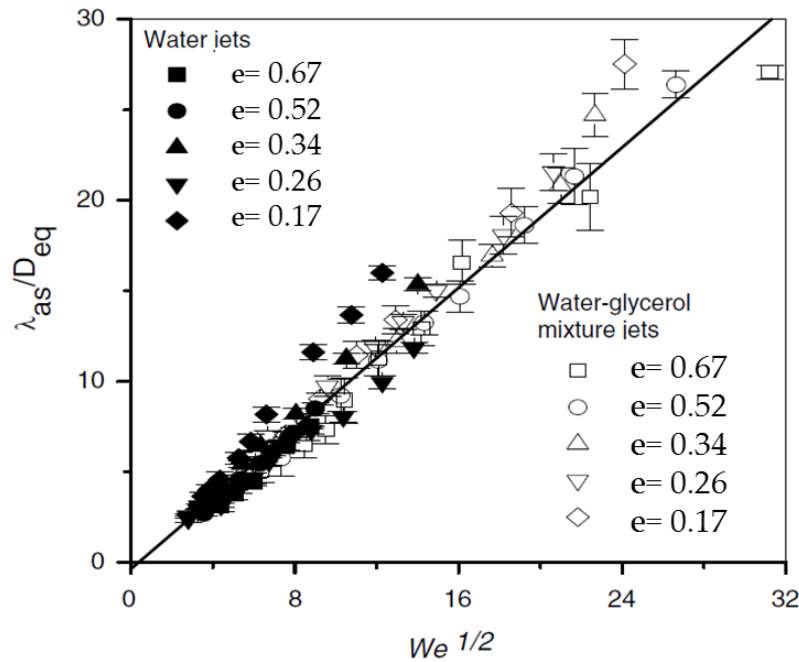 30
20
10
0
λas/Deq
Water jets
e= 0.67
e= 0.52
e= 0.34
e= 0.26
e= 0.17
Water-glycerol
mixture jets
e= 0.67
e= 0.52
e= 0.34
e= 0.26
e= 0.17
0 8 16 24 32
We 1/2